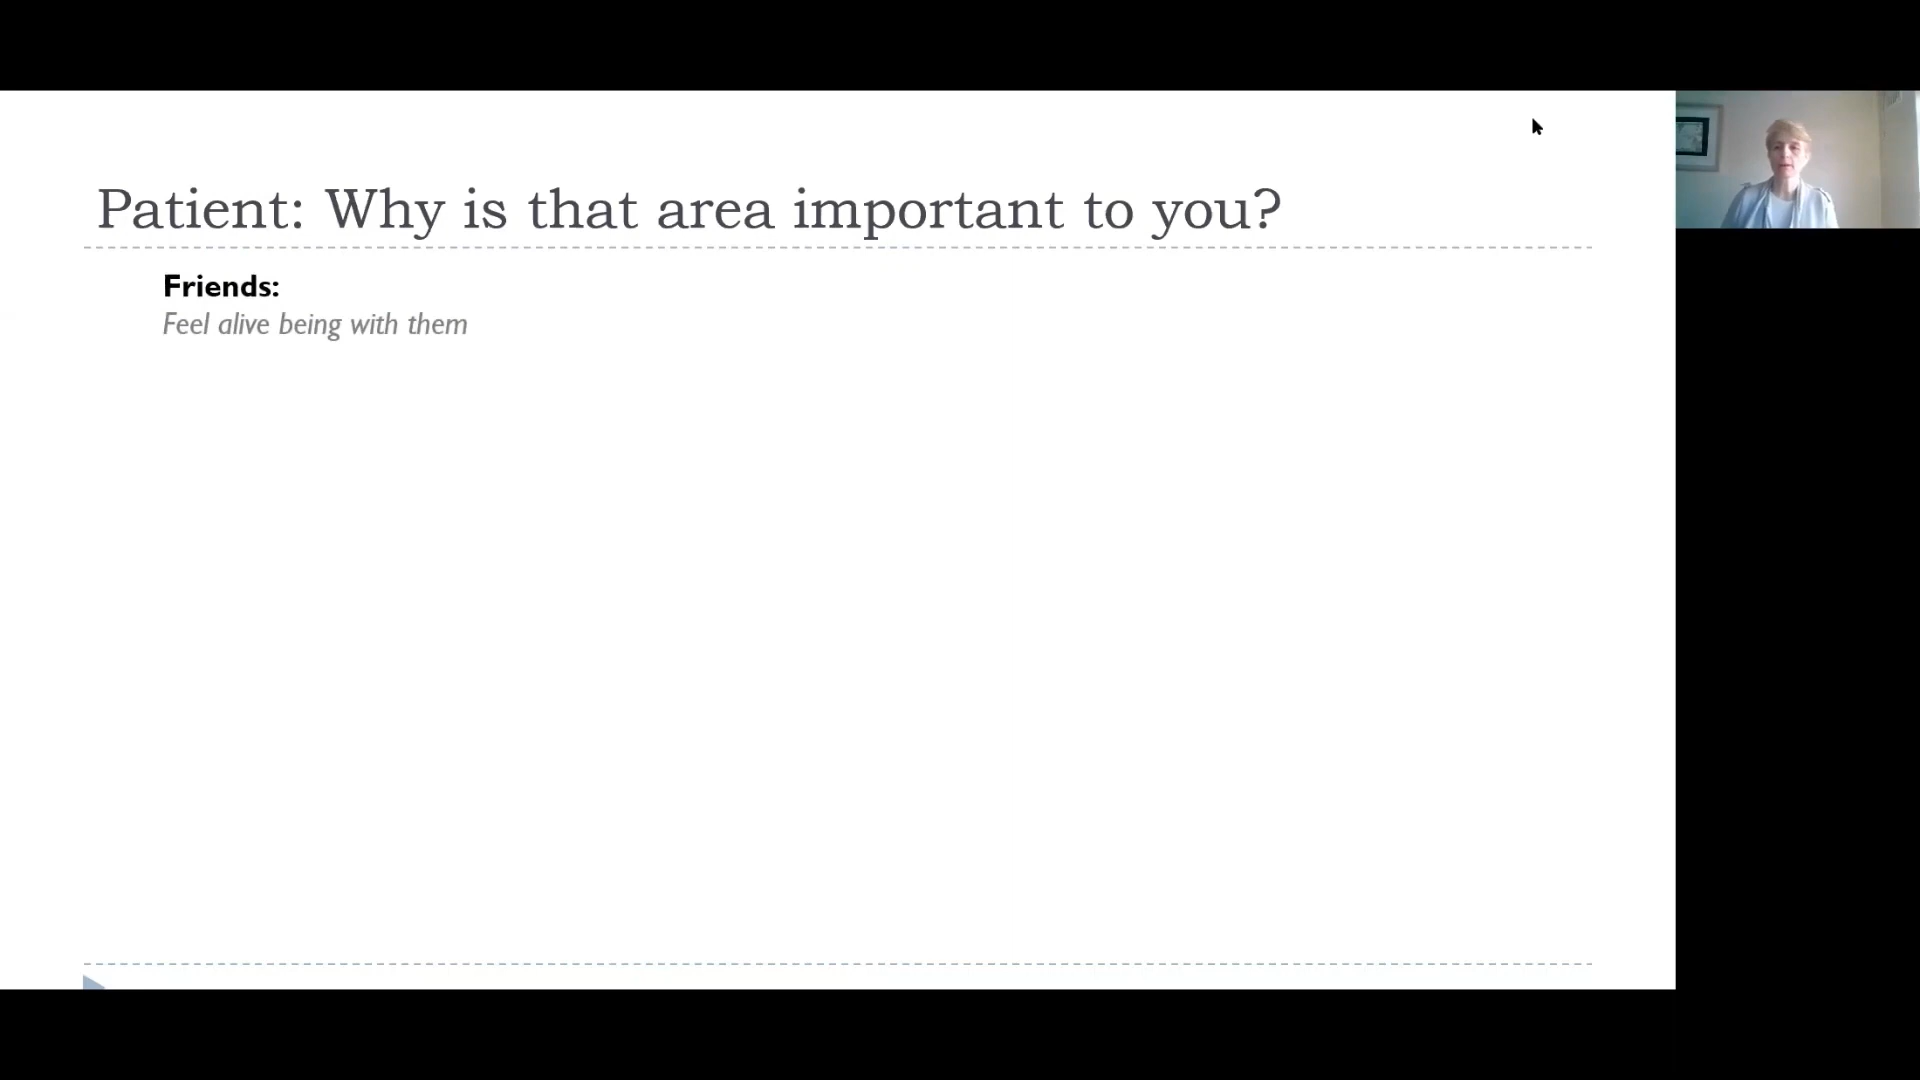 Patient: Why is that area important to you?
Friends:
Feel alive being with them